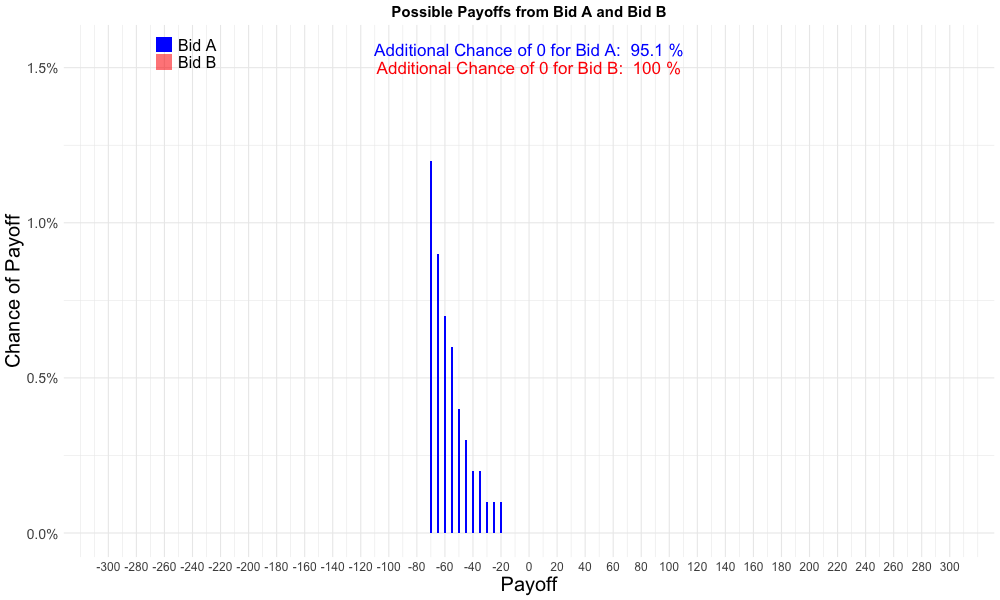 Possible Payoffs from Bid A and Bid B
Bid A
Bid B
Additional Chance of 0 for Bid A:  95.1 %
Additional Chance of 0 for Bid B:  100 %
Chance of Payoff
1.5%
1.0%
0.5%
0.0%
-300 -280 -260 -240 -220 -200 -180 -160 -140 -120 -100 -80 -60 -40 -20 0 20 40 60 80 100 120 140 160 180 200 220 240 260 280 300
Payoff